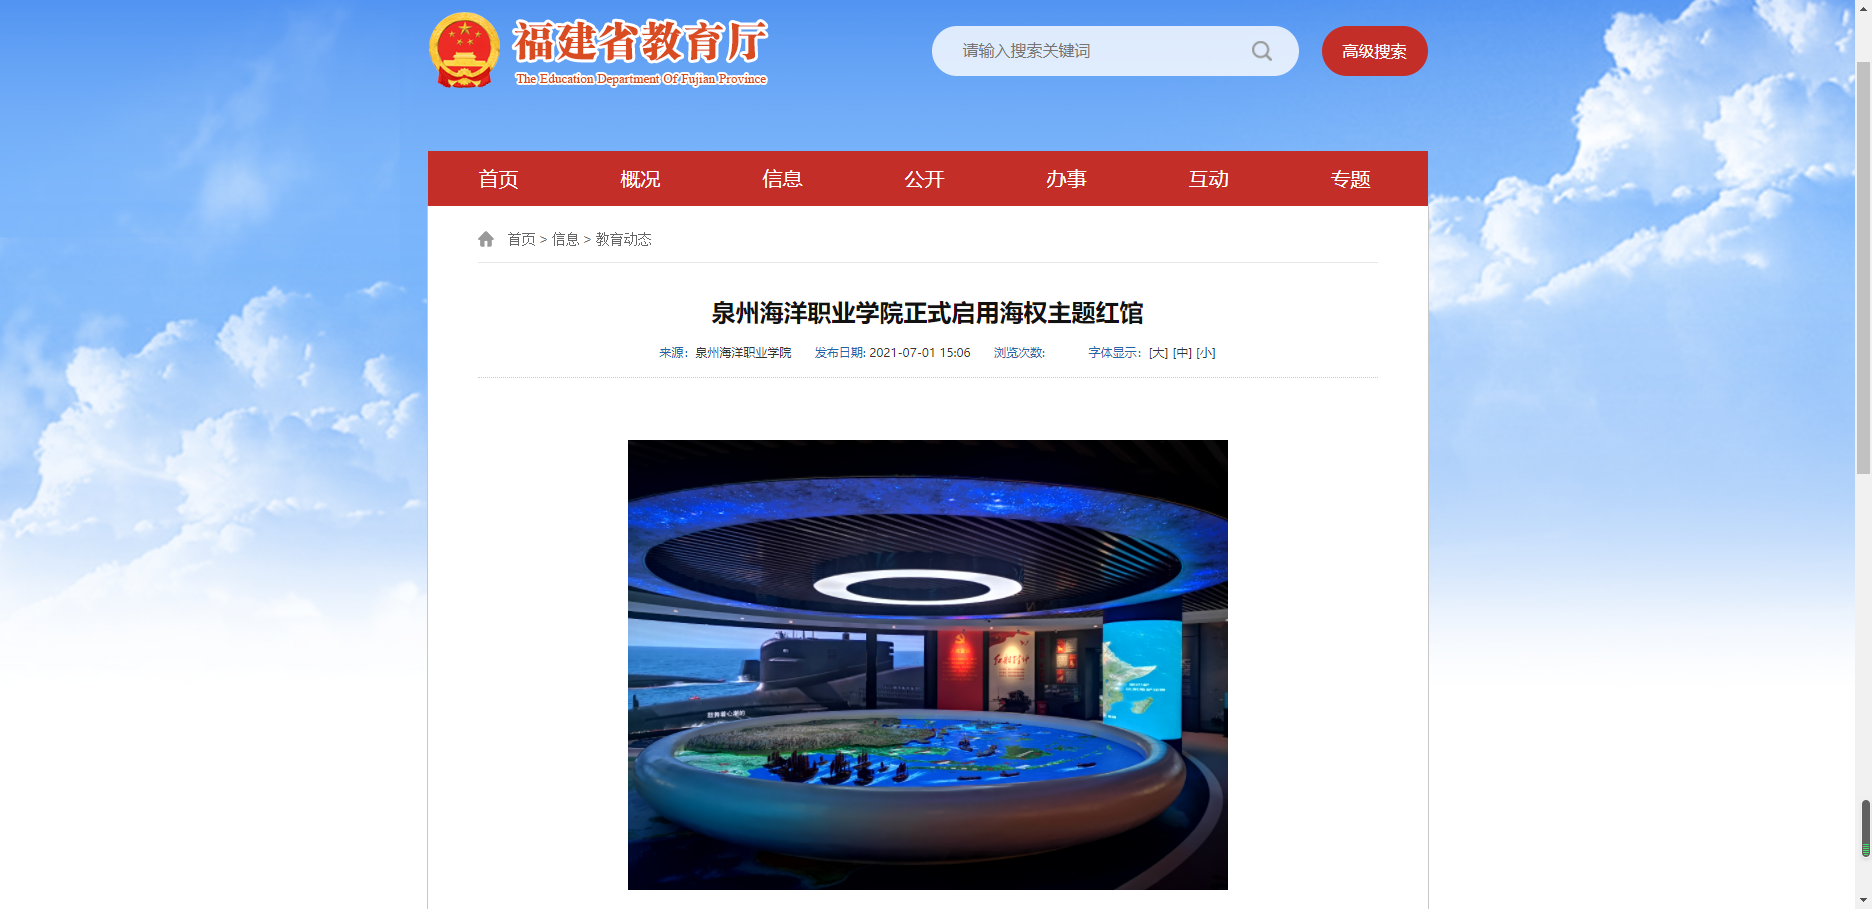 福建省教育厅
The Education Department Of Fujian Province
请输入搜索关键词
高级搜索
首页 概况 信息 公开 办事 互动 专题
首页 > 信息 > 教育动态
泉州海洋职业学院正式启用海权主题红馆
来源：泉州海洋职业学院 发布日期: 2021-07-01 15:06 浏览次数: 字体显示：[大] [中] [小]